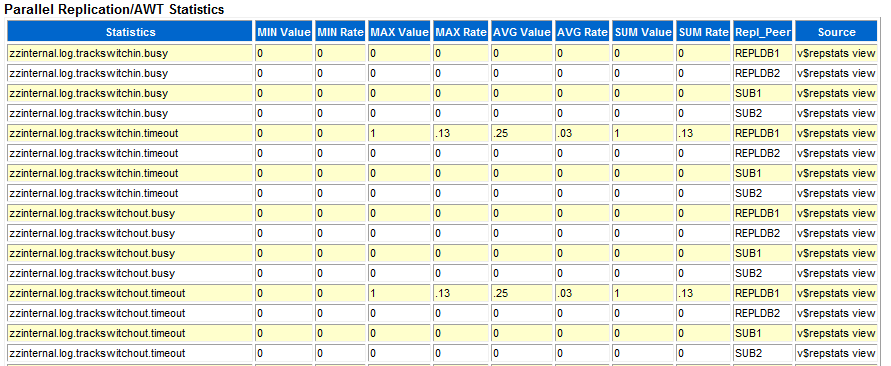 Parallel Replication/AWT Statistics
Statistics MIN Value MIN Rate MAX Value MAX Rate AVG Value AVG Rate SUM Value SUM Rate Repl_Peer Source
zzinternal.log.trackswitchin.busy 0 0 0 0 0 0 0 0 REPLDB1 v$repstats view
zzinternal.log.trackswitchin.busy 0 0 0 0 0 0 0 0 REPLDB2 v$repstats view
zzinternal.log.trackswitchin.busy 0 0 0 0 0 0 0 0 SUB1 v$repstats view
zzinternal.log.trackswitchin.busy 0 0 0 0 0 0 0 0 SUB2 v$repstats view
zzinternal.log.trackswitchin.timeout 0 0 1 .13 .25 .03 1 .13 REPLDB1 v$repstats view
zzinternal.log.trackswitchin.timeout 0 0 0 0 0 0 0 0 REPLDB2 v$repstats view
zzinternal.log.trackswitchin.timeout 0 0 0 0 0 0 0 0 SUB1 v$repstats view
zzinternal.log.trackswitchin.timeout 0 0 0 0 0 0 0 0 SUB2 v$repstats view
zzinternal.log.trackswitchout.busy 0 0 0 0 0 0 0 0 REPLDB1 v$repstats view
zzinternal.log.trackswitchout.busy 0 0 0 0 0 0 0 0 REPLDB2 v$repstats view
zzinternal.log.trackswitchout.busy 0 0 0 0 0 0 0 0 SUB1 v$repstats view
zzinternal.log.trackswitchout.busy 0 0 0 0 0 0 0 0 SUB2 v$repstats view
zzinternal.log.trackswitchout.timeout 0 0 1 .13 .25 .03 1 .13 REPLDB1 v$repstats view
zzinternal.log.trackswitchout.timeout 0 0 0 0 0 0 0 0 REPLDB2 v$repstats view
zzinternal.log.trackswitchout.timeout 0 0 0 0 0 0 0 0 SUB1 v$repstats view
zzinternal.log.trackswitchout.timeout 0 0 0 0 0 0 0 0 SUB2 v$repstats view